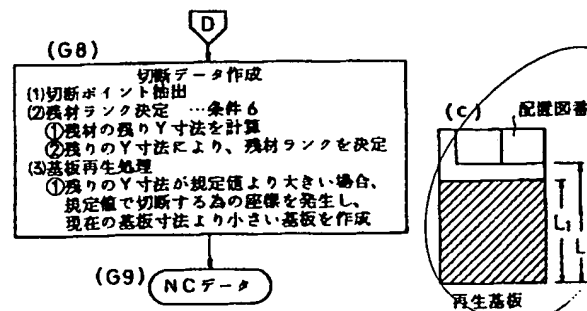 D
(G8)
切断データ作成
(1)切断ポイント抽出
(2)残材ランク決定 …条件6
①残材の残りY寸法を計算
②残りのY寸法により、残材ランクを決定
(3)基板再生処理
①残りのY寸法が規定値より大きい場合、
規定値で切断する為の座標を発生し、
現在の基板寸法より小さい基板を作成
(G9)
NCデータ
(c)
配置図番
L1
L
再生基板